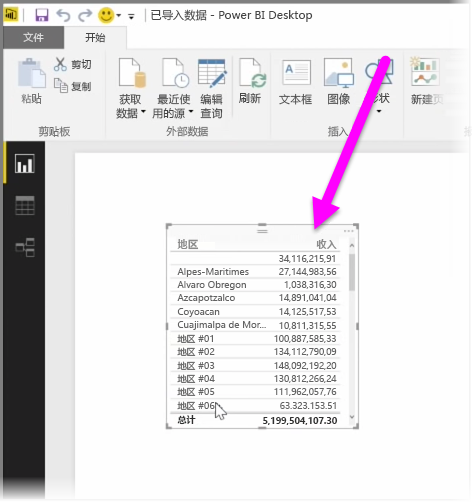 已导入数据 - Power BI Desktop
文件 开始
粘贴 剪切 复制 获取数据 最近使用的源 编辑查询 刷新 文本框 图像 形状 新建页
剪贴板 外部数据 插入
地区 收入
34,116,215,91
Alpes-Maritimes 27,144,983,56
Alvaro Obregon 1,038,316,30
Azcapotzalco 14,891,041,04
Coyoacan 14,125,517,53
Cuajimalpa de Mor... 10,811,315,55
地区 #01 100,887,585,33
地区 #02 134,112,790,09
地区 #03 148,092,192,20
地区 #04 130,812,266,24
地区 #05 111,962,057,76
地区 #06 63.323.153.51
总计 5,199,504,107.30